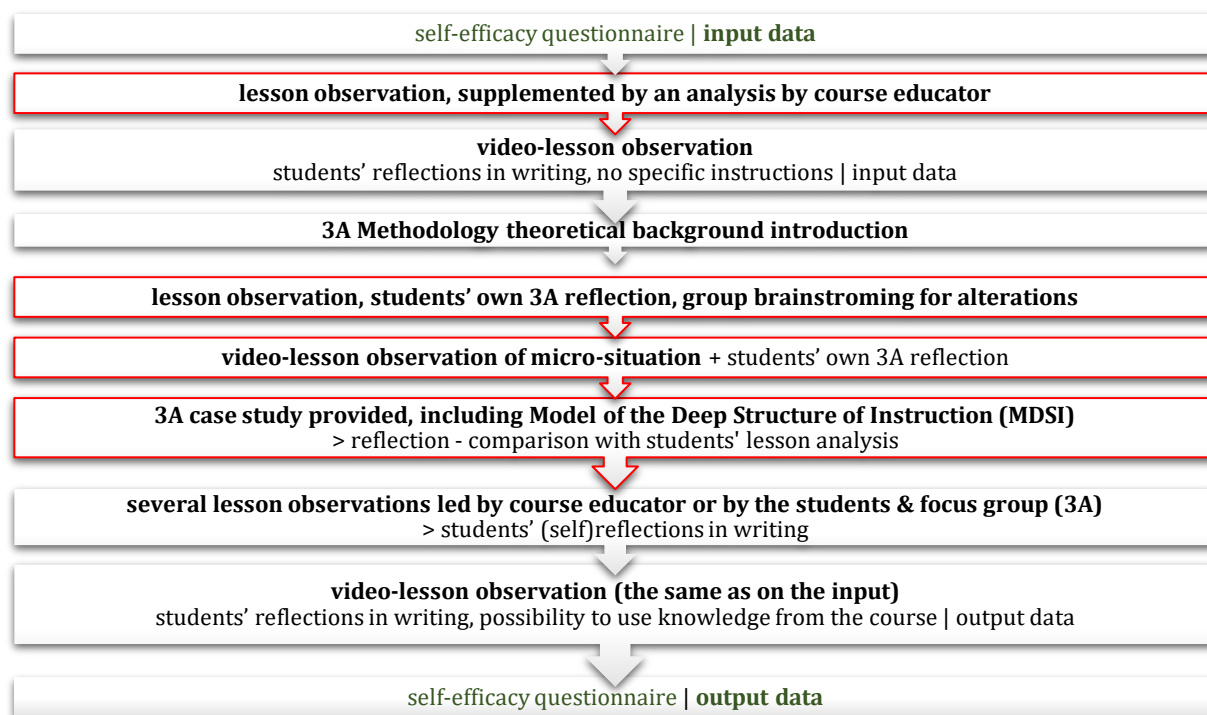 self-efficacy questionnaire | input data
lesson observation, supplemented by an analysis by course educator
video-lesson observation
students’ reflections in writing, no specific instructions | input data
3A Methodology theoretical background introduction
lesson observation, students’ own 3A reflection, group brainstroming for alterations
video-lesson observation of micro-situation + students’ own 3A reflection
3A case study provided, including Model of the Deep Structure of Instruction (MDSI)
> reflection - comparison with students' lesson analysis
several lesson observations led by course educator or by the students & focus group (3A)
> students’ (self)reflections in writing
video-lesson observation (the same as on the input)
students’ reflections in writing, possibility to use knowledge from the course | output data
self-efficacy questionnaire | output data